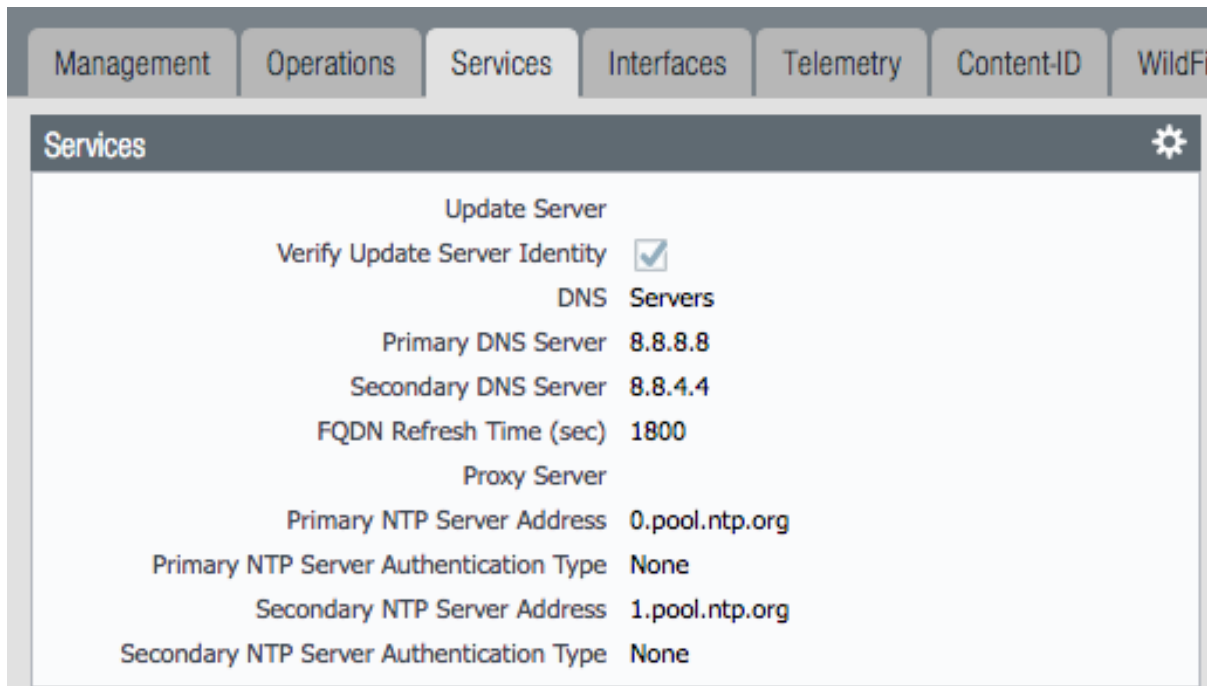 Management Operations Services Interfaces Telemetry Content-ID WildFi
Services
Update Server
Verify Update Server Identity
DNS Servers
Primary DNS Server 8.8.8.8
Secondary DNS Server 8.8.4.4
FQDN Refresh Time (sec) 1800
Proxy Server
Primary NTP Server Address 0.pool.ntp.org
Primary NTP Server Authentication Type None
Secondary NTP Server Address 1.pool.ntp.org
Secondary NTP Server Authentication Type None